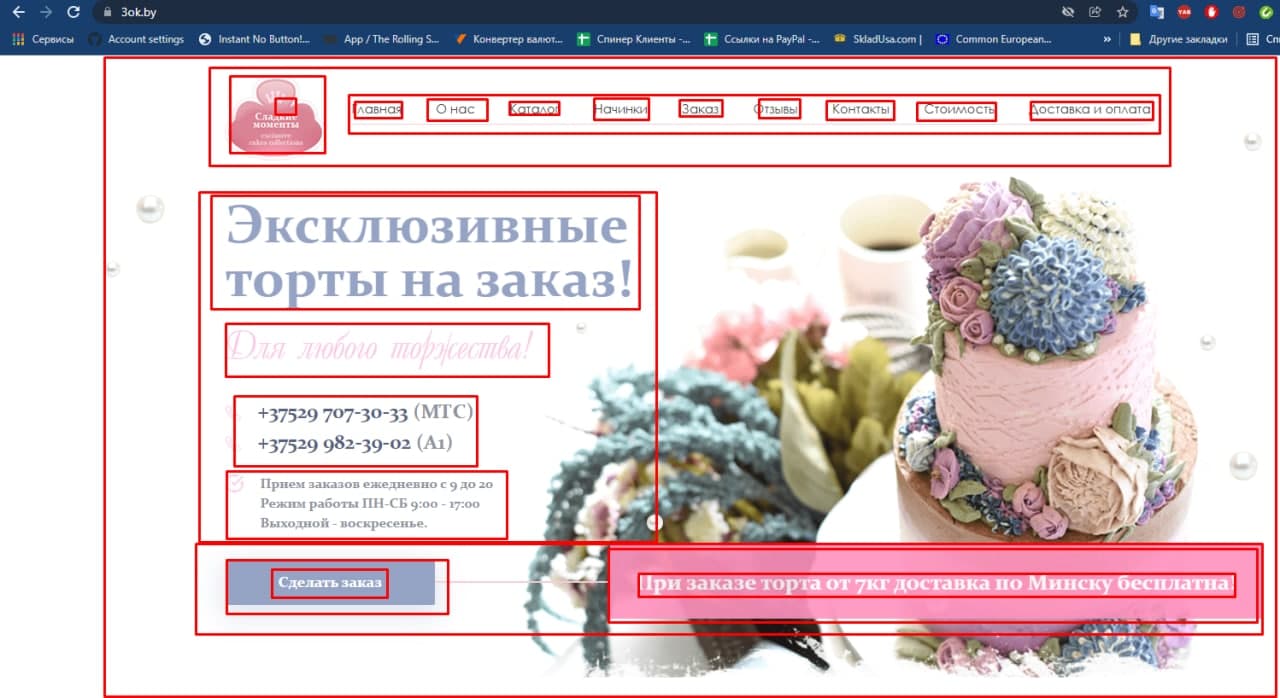 3ok.by
Сервисы Account settings Instant No Button!... App / The Rolling S... Конвертер валют... Спинер Клиенты -... Ссылки на PayPal -... SkladUsa.com | Common European... » Другие закладки
Сладкие
моменты
exclusive
cakes collections
Главная О нас Каталог Начинки Заказ Отзывы Контакты Стоимость Доставка и оплата
Эксклюзивные
торты на заказ!
Для любого торжества!
+37529 707-30-33 (МТС)
+37529 982-39-02 (А1)
Прием заказов ежедневно с 9 до 20
Режим работы ПН-СБ 9:00 - 17:00
Выходной - воскресенье.
Сделать заказ
При заказе торта от 7кг доставка по Минску бесплатна